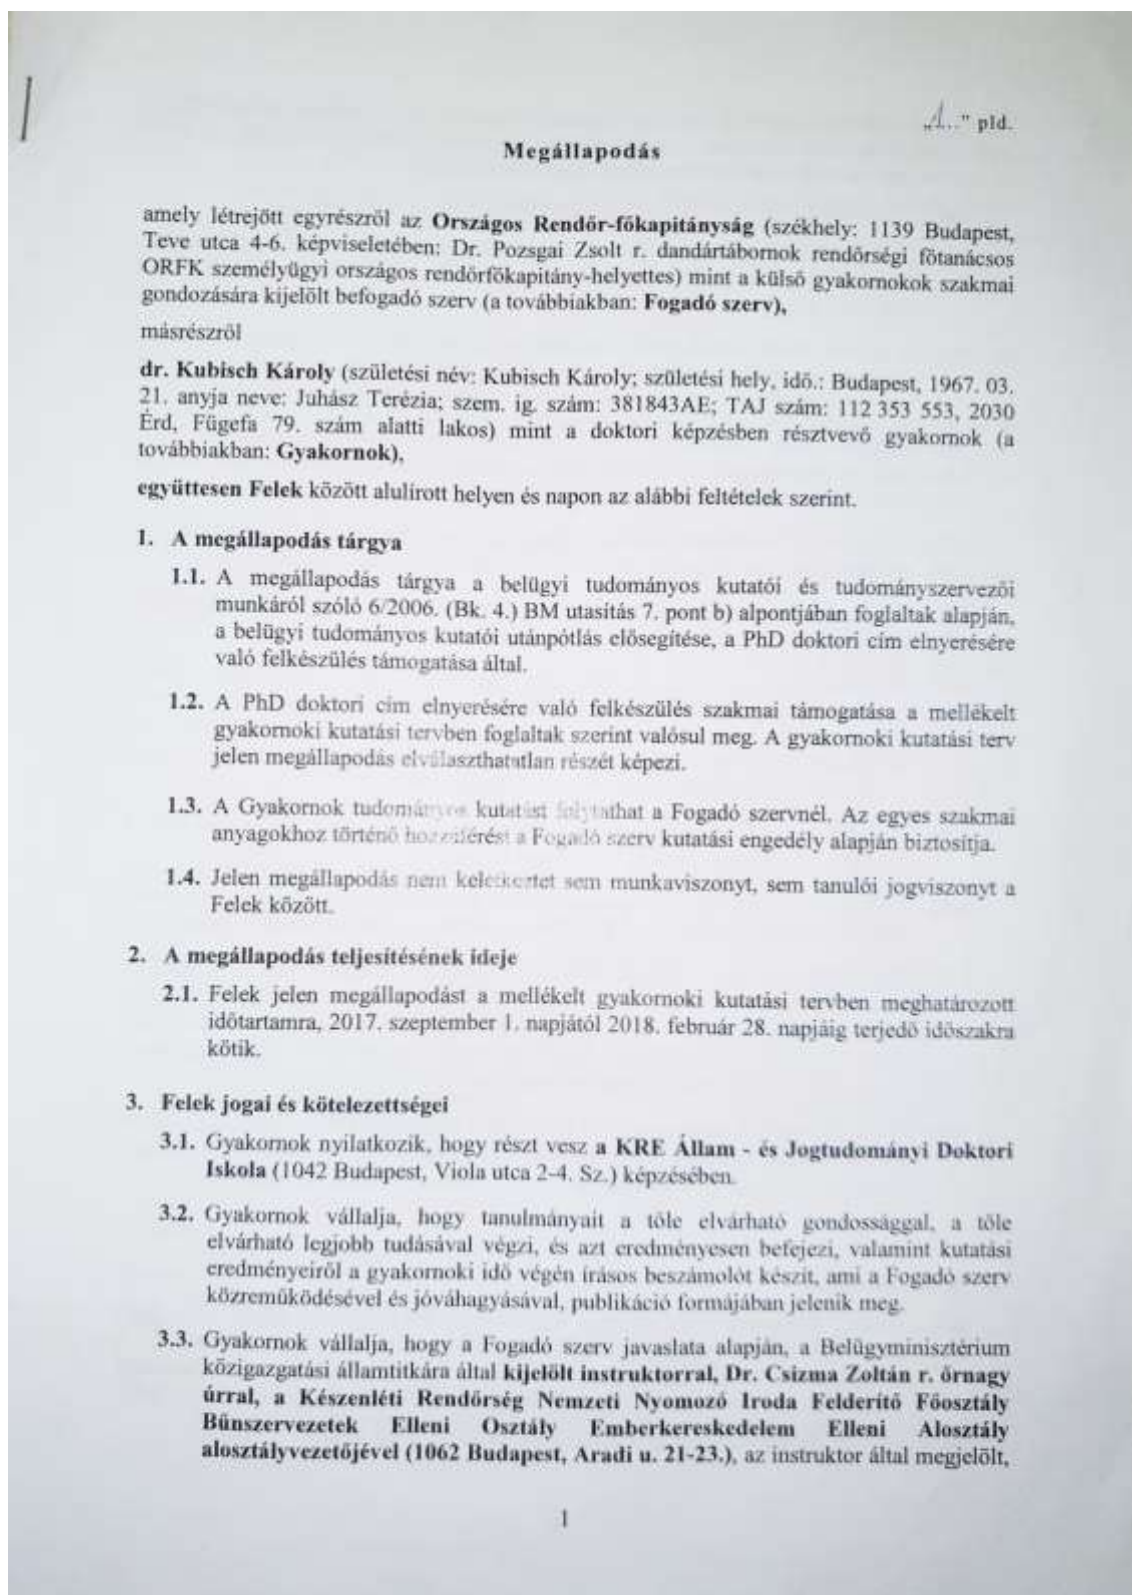 „1..." pld.
Megállapodás
amely létrejött egyrészről az Országos Rendőr-főkapitányság (székhely: 1139 Budapest,
Teve utca 4-6. képviseletében: Dr. Pozsgai Zsolt r. dandártábornok rendőrségi főtanácsos
ORFK személyügyi országos rendőrfőkapitány-helyettes) mint a külső gyakornokok szakmai
gondozására kijelölt befogadó szerv (a továbbiakban: Fogadó szerv),
másrészről
dr. Kubisch Károly (születési név: Kubisch Károly; születési hely, idő.: Budapest, 1967. 03.
21. anyja neve: Juhász Terézia; szem. ig. szám: 381843AE; TAJ szám: 112 353 553, 2030
Érd, Fügefa 79. szám alatti lakos) mint a doktori képzésben résztvevő gyakornok (a
továbbiakban: Gyakornok),
együttesen Felek között alulírott helyen és napon az alábbi feltételek szerint.
1. A megállapodás tárgya
1.1. A megállapodás tárgya a belügyi tudományos kutatói és tudományszervezői
munkáról szóló 6/2006. (Bk. 4.) BM utasítás 7. pont b) alpontjában foglaltak alapján,
a belügyi tudományos kutatói utánpótlás elősegítése, a PhD doktori cím elnyerésére
való felkészülés támogatása által.
1.2. A PhD doktori cím elnyerésére való felkészülés szakmai támogatása a mellékelt
gyakornoki kutatási tervben foglaltak szerint valósul meg. A gyakornoki kutatási terv
jelen megállapodás elválaszthatatlan részét képezi.
1.3. A Gyakornok tudományos kutatást folytathat a Fogadó szervnél. Az egyes szakmai
anyagokhoz történő hozzáférést a Fogadó szerv kutatási engedély alapján biztosítja.
1.4. Jelen megállapodás nem keletkeztet sem munkaviszonyt, sem tanulói jogviszonyt a
Felek között.
2. A megállapodás teljesítésének ideje
2.1. Felek jelen megállapodást a mellékelt gyakornoki kutatási tervben meghatározott
időtartamra, 2017. szeptember 1. napjától 2018. február 28. napjáig terjedő időszakra
kötik.
3. Felek jogai és kötelezettségei
3.1. Gyakornok nyilatkozik, hogy részt vesz a KRE Állam - és Jogtudományi Doktori
Iskola (1042 Budapest, Viola utca 2-4. Sz.) képzésében.
3.2. Gyakornok vállalja, hogy tanulmányait a tőle elvárható gondossággal, a tőle
elvárható legjobb tudásával végzi, és azt eredményesen befejezi, valamint kutatási
eredményeiről a gyakornoki idő végén írásos beszámolót készít, ami a Fogadó szerv
közreműködésével és jóváhagyásával, publikáció formájában jelenik meg.
3.3. Gyakornok vállalja, hogy a Fogadó szerv javaslata alapján, a Belügyminisztérium
közigazgatási államtitkára által kijelölt instruktorral, Dr. Csizma Zoltán r. őrnagy
úrral, a Készenléti Rendőrség Nemzeti Nyomozó Iroda Felderítő Főosztály
Bűnszervezetek Elleni Osztály Emberkereskedelem Elleni Alosztály
alosztályvezetőjével (1062 Budapest, Aradi u. 21-23.), az instruktor által megjelölt,
1